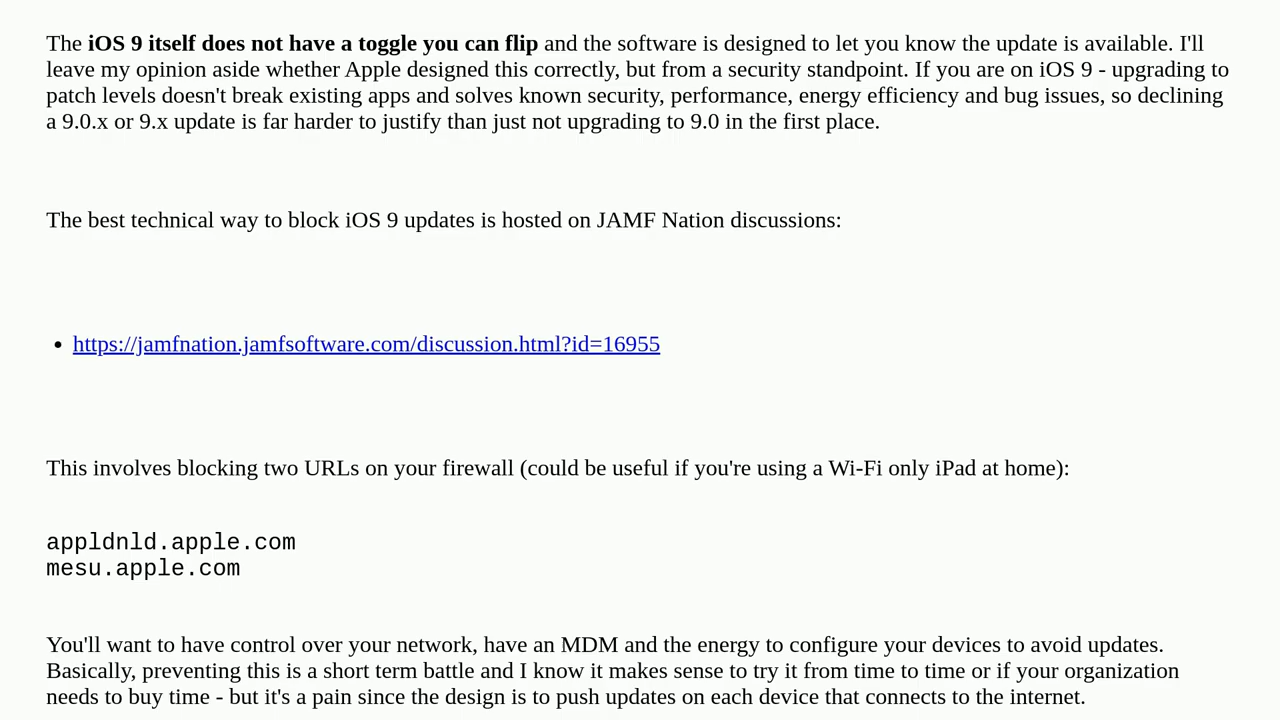 The iOS 9 itself does not have a toggle you can flip and the software is designed to let you know the update is available. I'll
leave my opinion aside whether Apple designed this correctly, but from a security standpoint. If you are on iOS 9 - upgrading to
patch levels doesn't break existing apps and solves known security, performance, energy efficiency and bug issues, so declining
a 9.0.x or 9.x update is far harder to justify than just not upgrading to 9.0 in the first place.
The best technical way to block iOS 9 updates is hosted on JAMF Nation discussions:
• https://jamfnation.jamfsoftware.com/discussion.html?id=16955
This involves blocking two URLs on your firewall (could be useful if you're using a Wi-Fi only iPad at home):
appldnld.apple.com
mesu.apple.com
You'll want to have control over your network, have an MDM and the energy to configure your devices to avoid updates.
Basically, preventing this is a short term battle and I know it makes sense to try it from time to time or if your organization
needs to buy time - but it's a pain since the design is to push updates on each device that connects to the internet.